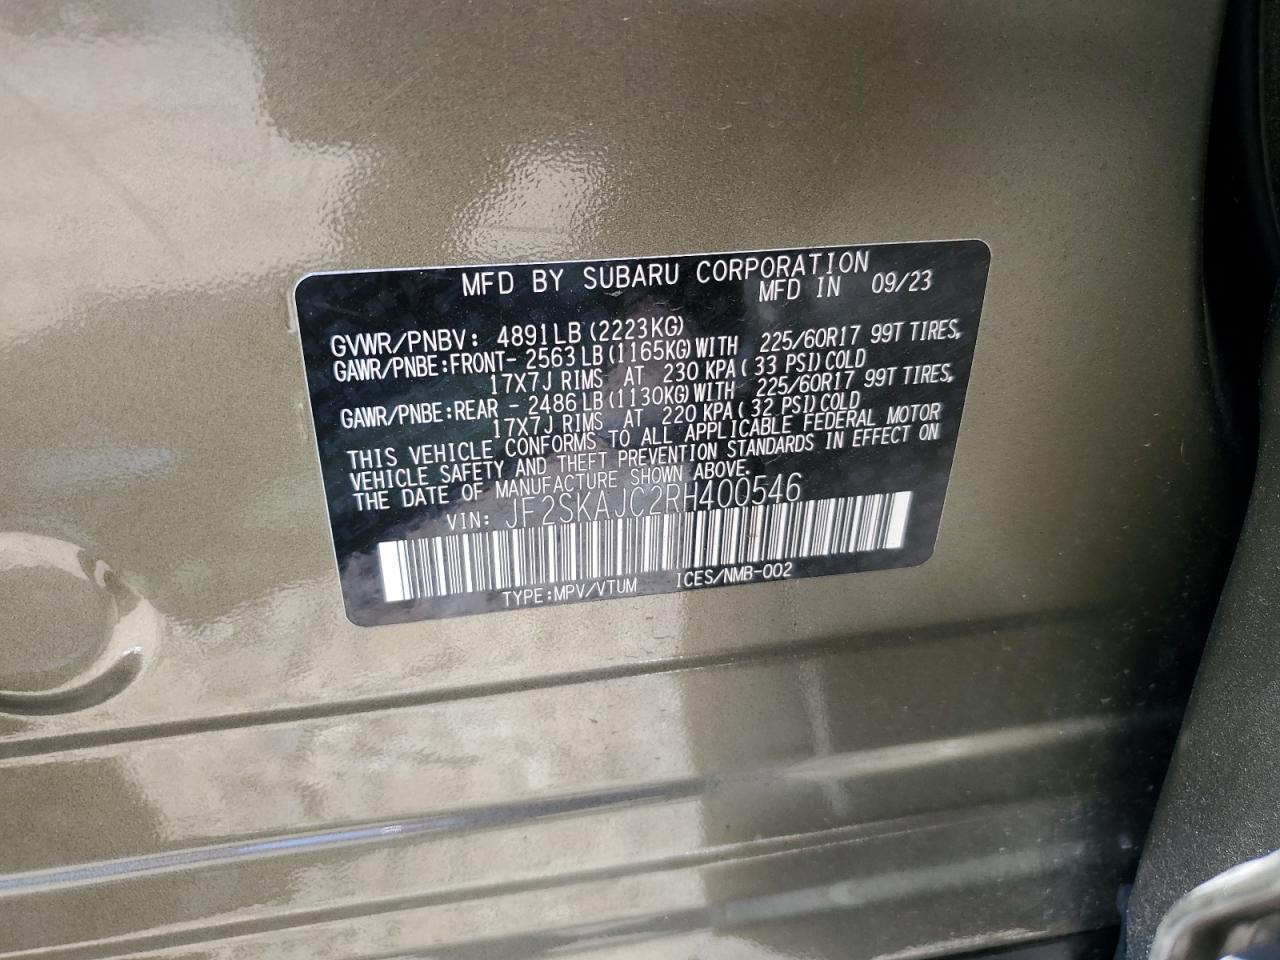 MFD BY SUBARU CORPORATION
MFD IN 09/23
GVWR/PNBV: 4891LB(2223KG)
GAWR/PNBE:FRONT- 2563LB(1165KG)WITH 225/60R17 99T TIRES,
17X7J RIMS AT 230 KPA( 33 PSI)COLD
GAWR/PNBE:REAR - 2486LB(1130KG)WITH 225/60R17 99T TIRES,
17X7J RIMS AT 220 KPA( 32 PSI)COLD
THIS VEHICLE CONFORMS TO ALL APPLICABLE FEDERAL MOTOR
VEHICLE SAFETY AND THEFT PREVENTION STANDARDS IN EFFECT ON
THE DATE OF MANUFACTURE SHOWN ABOVE.
VIN: JF2SKAJC2RH400546
TYPE:MPV/VTUM ICES/NMB-002